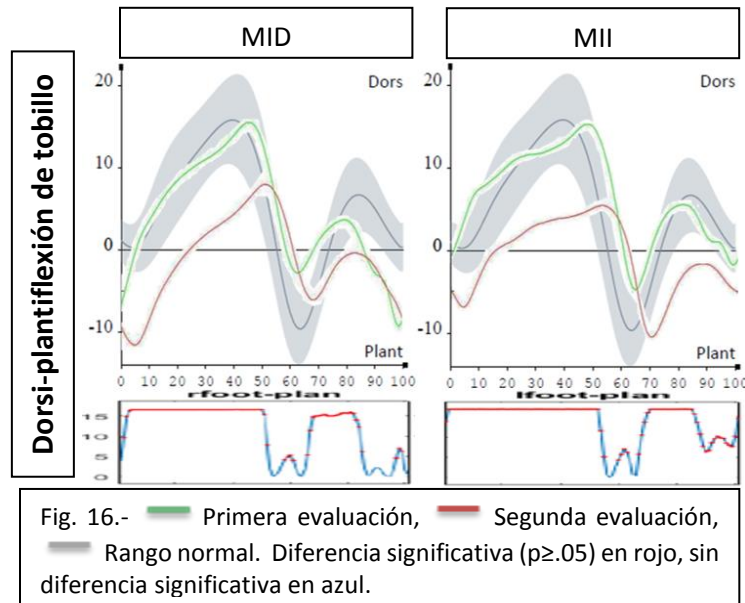 MID
MII
Dorsi-plantiflexión de tobillo
20
10
0
-10
Dors
Plant
0 10 20 30 40 50 60 70 80 90 100
rfoot-plan
15
10
5
0
20
10
0
-10
Dors
Plant
0 10 20 30 40 50 60 70 80 90 100
lfoot-plan
Fig. 16.- Primera evaluación, Segunda evaluación,
Rango normal. Diferencia significativa (p≥.05) en rojo, sin
diferencia significativa en azul.